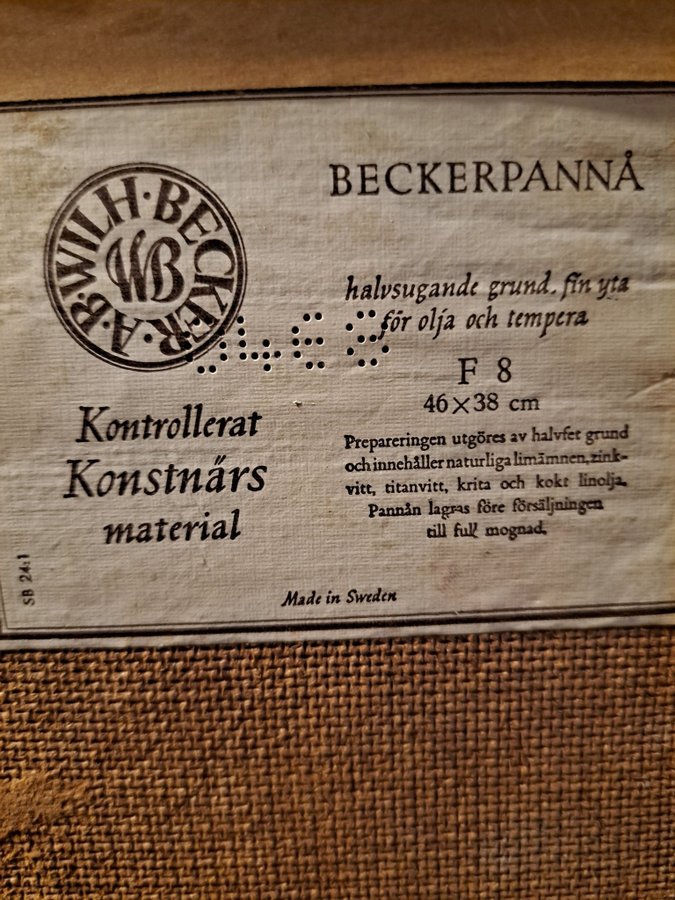 BECKERPANNÅ
A.B. WILH. BECKER.
WB
halvsugande grund. fin yta
för olja och tempera
F 8
46×38 cm
Kontrollerat
Konstnärs
material
Prepareringen utgöres av halvfet grund
och innehåller naturliga limämnen, zink-
vitt, titanvitt, krita och kokt linolja.
Pannån lagras före försäljningen
till full mognad.
SB 24:1
Made in Sweden